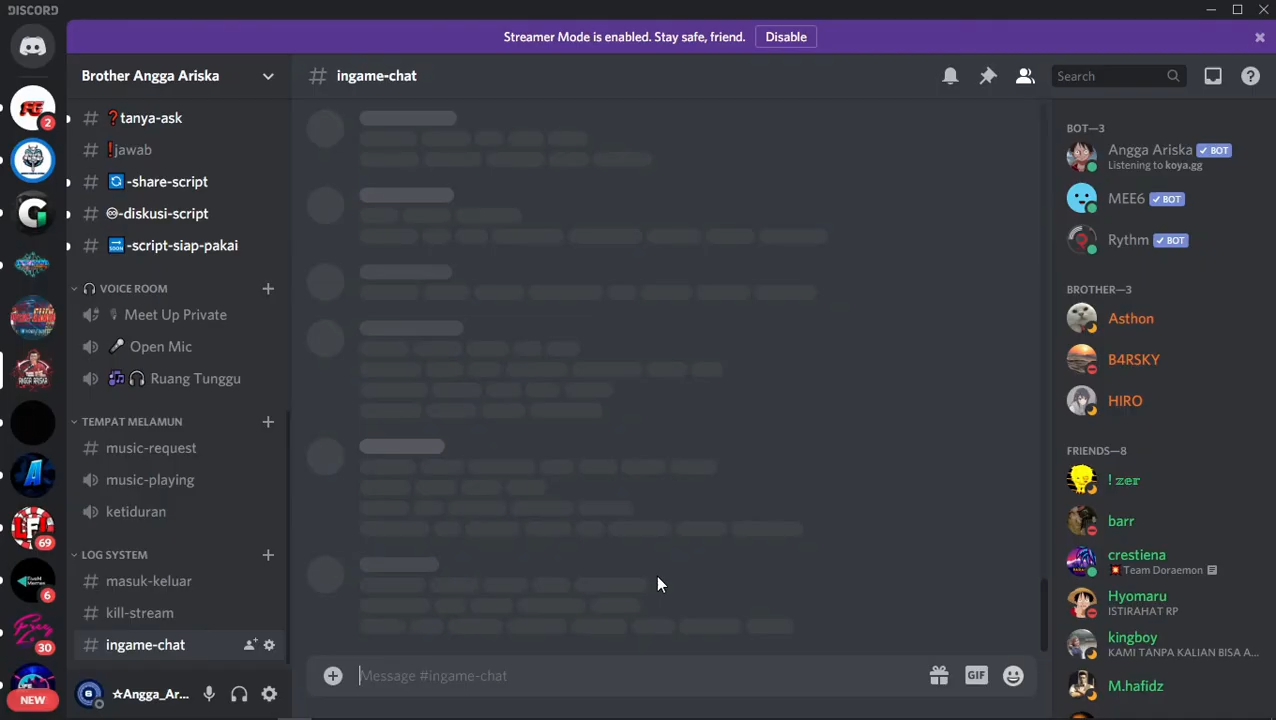 DISCORD
Streamer Mode is enabled. Stay safe, friend. Disable
Brother Angga Ariska
# ingame-chat
Search
# ❓tanya-ask
# ❗jawab
# 🔄-share-script
# ♾-diskusi-script
# 🔜-script-siap-pakai
🎧 VOICE ROOM
🎙 Meet Up Private
🎤 Open Mic
🎶 🎧 Ruang Tunggu
TEMPAT MELAMUN
# music-request
music-playing
ketiduran
LOG SYSTEM
# masuk-keluar
# kill-stream
# ingame-chat
☆Angga_Ar...
2
69
6
30
NEW
Message #ingame-chat
GIF
BOT—3
Angga Ariska ✓ BOT
Listening to koya.gg
MEE6 ✓ BOT
Rythm ✓ BOT
BROTHER—3
Asthon
B4RSKY
HIRO
FRIENDS—8
! zer
barr
crestiena
💥 Team Doraemon
Hyomaru
ISTIRAHAT RP
kingboy
KAMI TANPA KALIAN BISA A...
M.hafidz